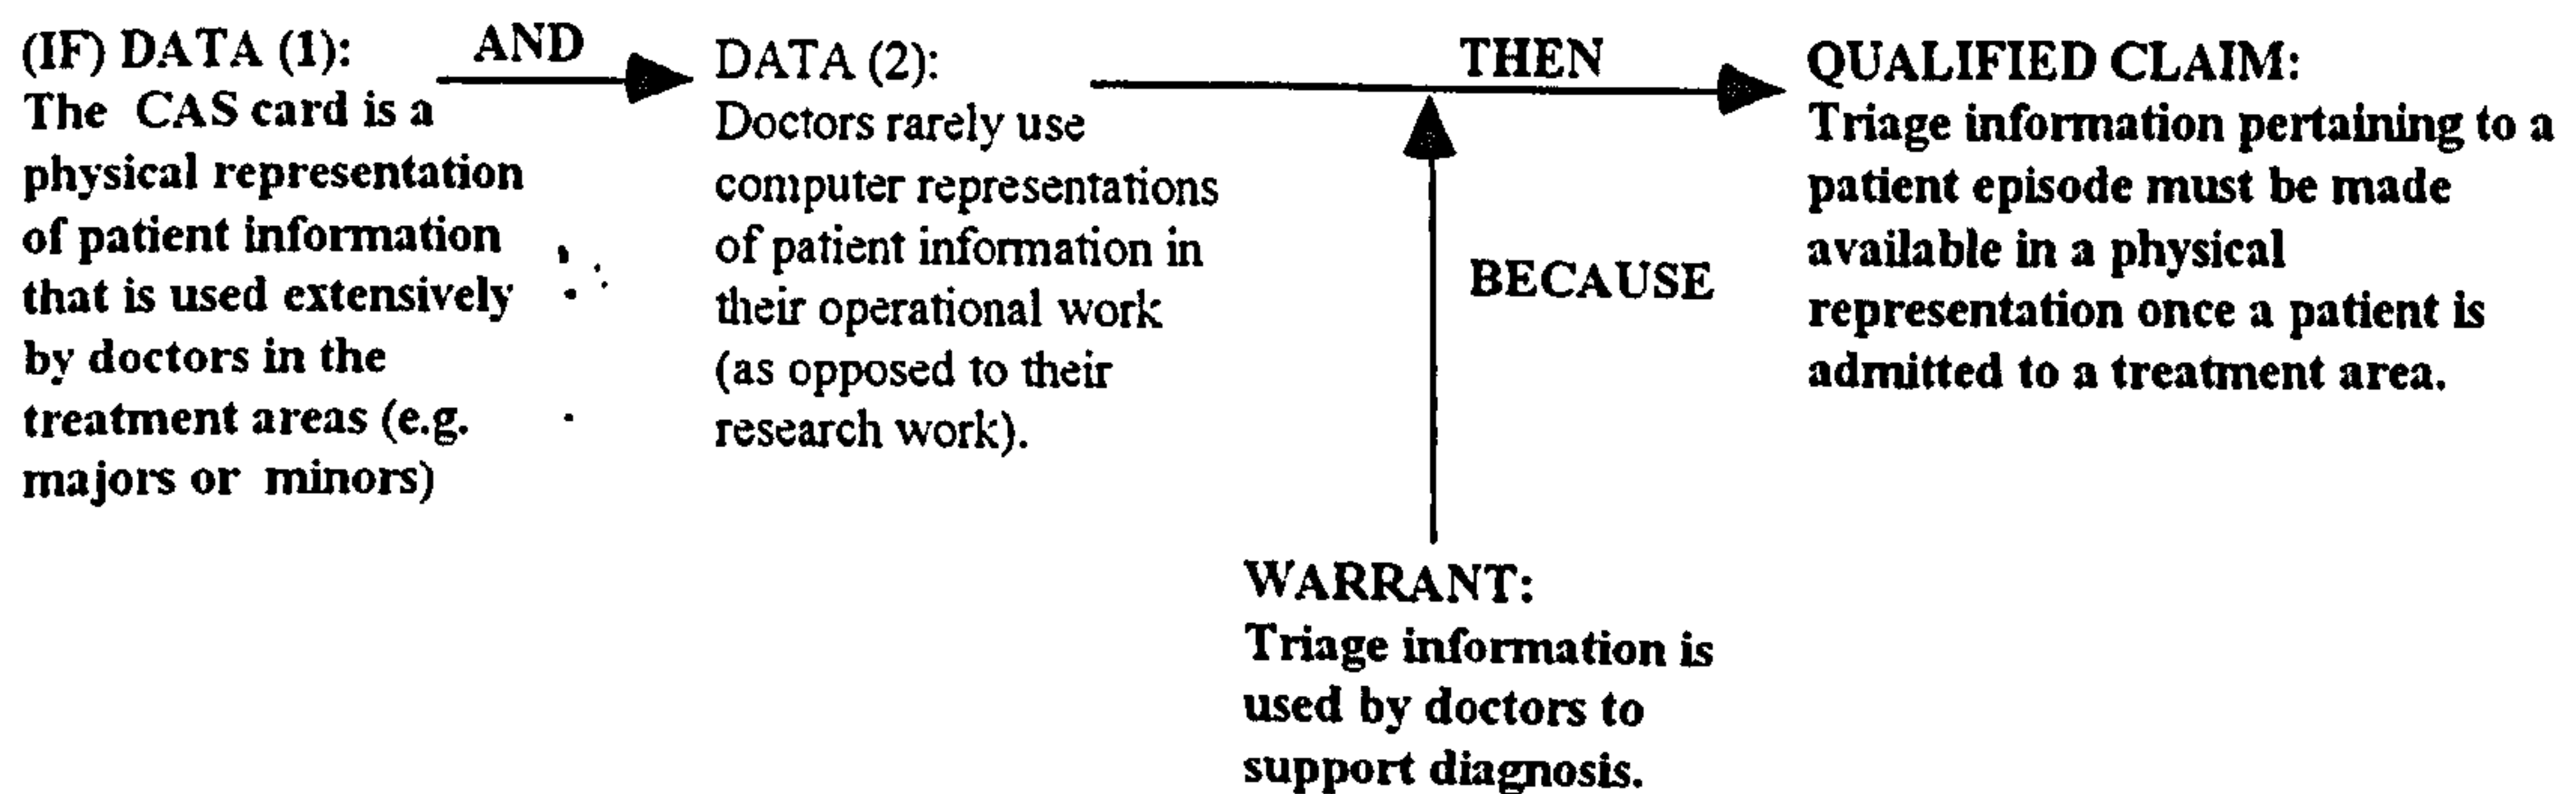 (IF) DATA (1):
The CAS card is a
physical representation
of patient information
that is used extensively
by doctors in the
treatment areas (e.g.
majors or minors)
AND
DATA (2):
Doctors rarely use
computer representations
of patient information in
their operational work
(as opposed to their
research work).
THEN
BECAUSE
WARRANT:
Triage information is
used by doctors to
support diagnosis.
QUALIFIED CLAIM:
Triage information pertaining to a
patient episode must be made
available in a physical
representation once a patient is
admitted to a treatment area.